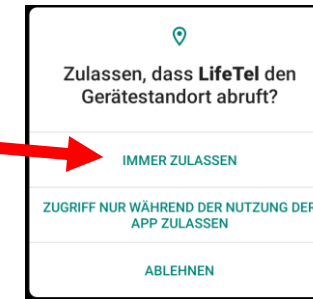 Zulassen, dass LifeTel den
Gerätestandort abruft?
IMMER ZULASSEN
ZUGRIFF NUR WÄHREND DER NUTZUNG DER
APP ZULASSEN
ABLEHNEN